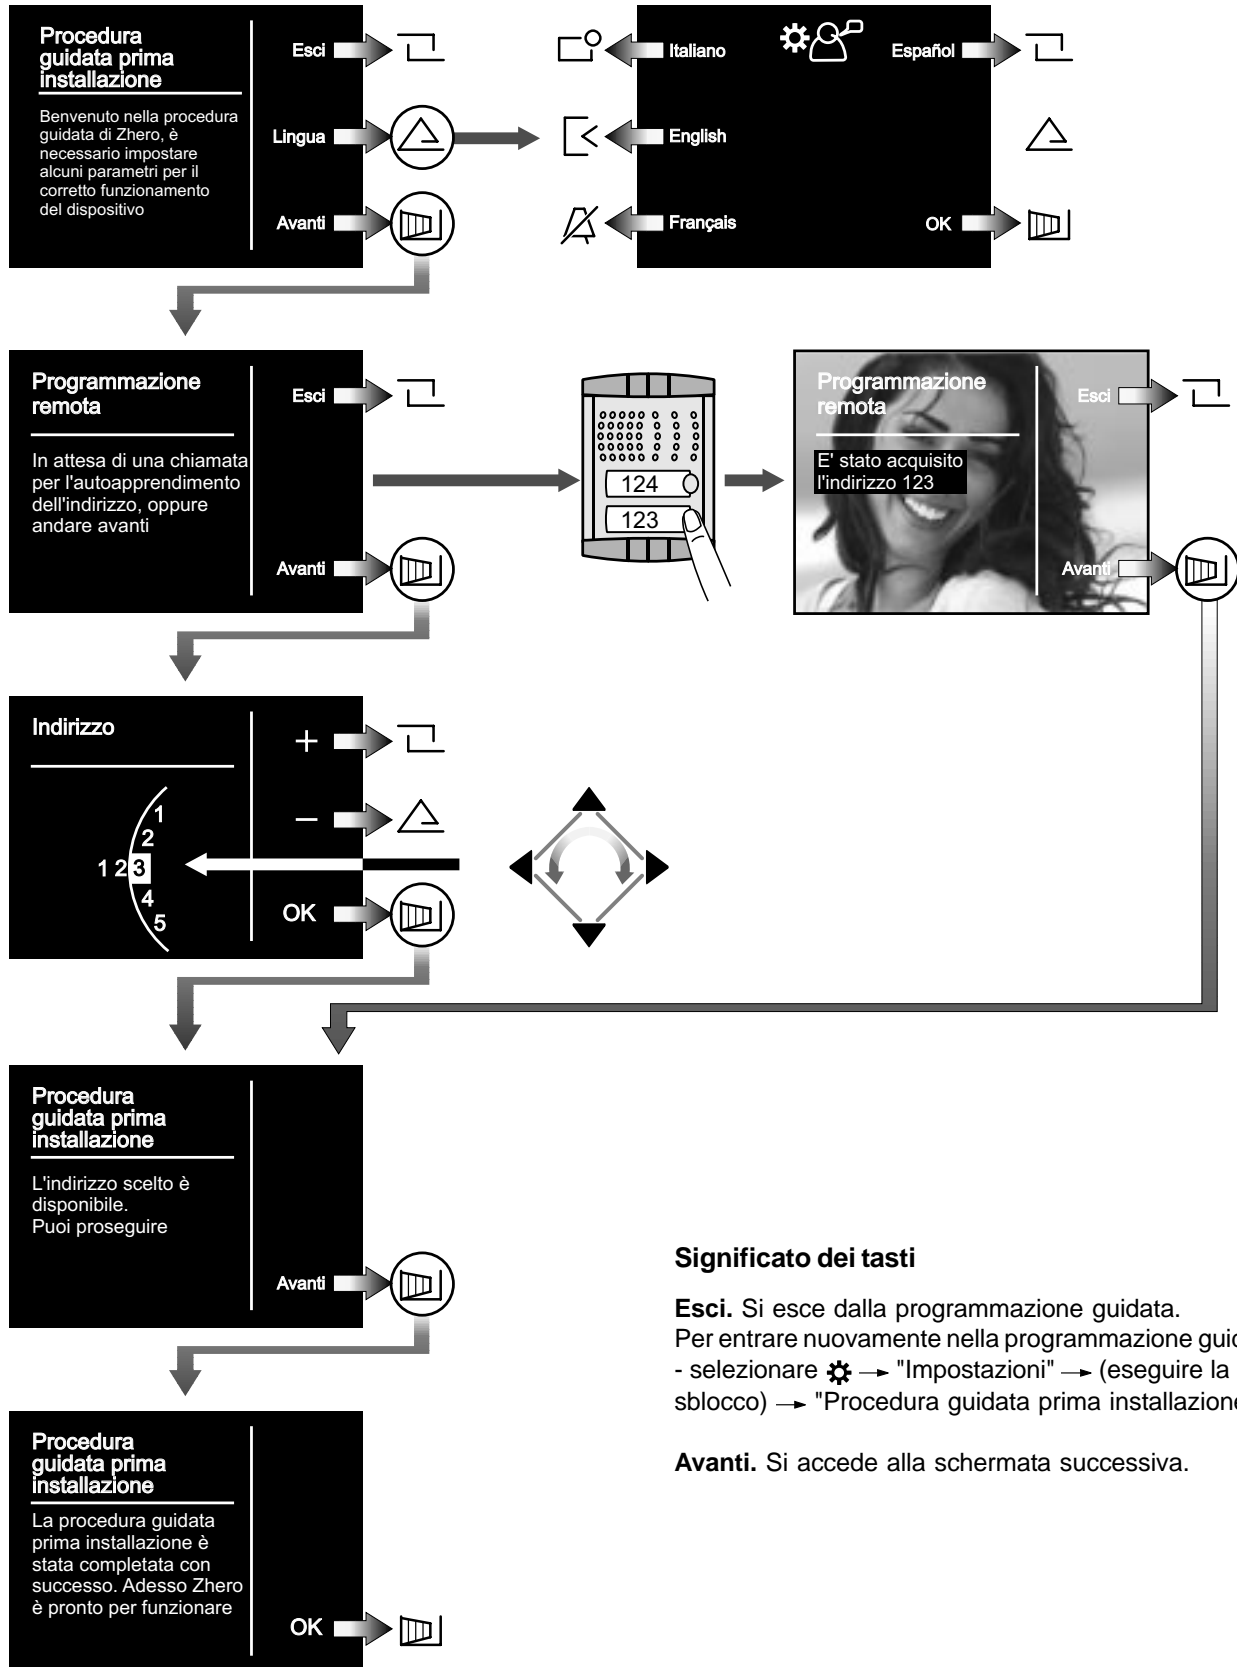 Procedura
guidata prima
installazione
Benvenuto nella procedura
guidata di Zhero, è
necessario impostare
alcuni parametri per il
corretto funzionamento
del dispositivo
Esci
Lingua
Avanti
Italiano
English
Français
Español
OK
Programmazione
remota
In attesa di una chiamata
per l'autoapprendimento
dell'indirizzo, oppure
andare avanti
Esci
Avanti
124
123
Programmazione
remota
E' stato acquisito
l'indirizzo 123
Esci
Avanti
Indirizzo
1
2
1 2 3
4
5
+
−
OK
Procedura
guidata prima
installazione
L'indirizzo scelto è
disponibile.
Puoi proseguire
Avanti
Procedura
guidata prima
installazione
La procedura guidata
prima installazione è
stata completata con
successo. Adesso Zhero
è pronto per funzionare
OK
Significato dei tasti
Esci. Si esce dalla programmazione guidata.
Per entrare nuovamente nella programmazione
- selezionare → "Impostazioni" → (eseguire la
sblocco) → "Procedura guidata prima
Avanti. Si accede alla schermata successiva.